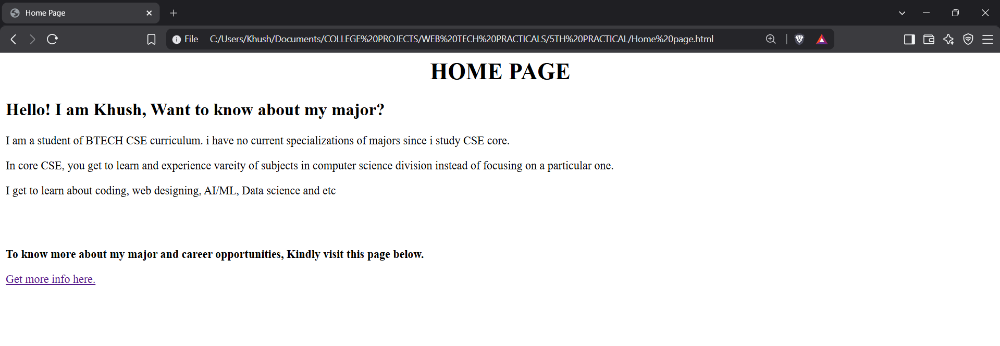 Home Page
File C:/Users/Khush/Documents/COLLEGE%20PROJECTS/WEB%20TECH%20PRACTICALS/5TH%20PRACTICAL/Home%20page.html
HOME PAGE
Hello! I am Khush, Want to know about my major?
I am a student of BTECH CSE curriculum. i have no current specializations of majors since i study CSE core.
In core CSE, you get to learn and experience vareity of subjects in computer science division instead of focusing on a particular one.
I get to learn about coding, web designing, AI/ML, Data science and etc
To know more about my major and career opportunities, Kindly visit this page below.
Get more info here.